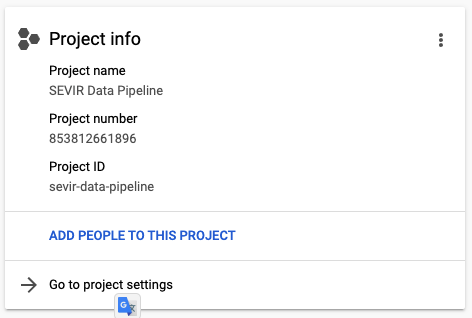 Project info
Project name
SEVIR Data Pipeline
Project number
853812661896
Project ID
sevir-data-pipeline
ADD PEOPLE TO THIS PROJECT
Go to project settings